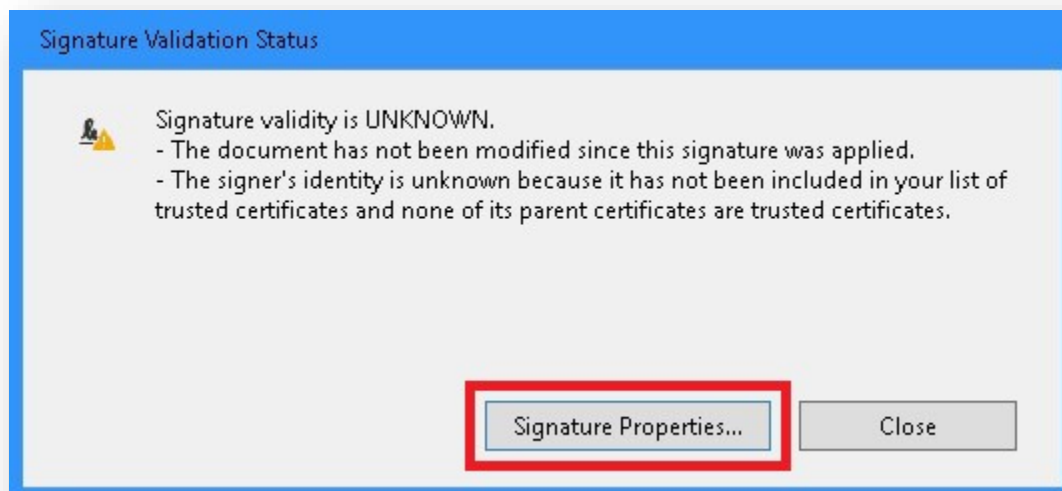 Signature Validation Status
Signature validity is UNKNOWN.
- The document has not been modified since this signature was applied.
- The signer's identity is unknown because it has not been included in your list of
trusted certificates and none of its parent certificates are trusted certificates.
Signature Properties...
Close